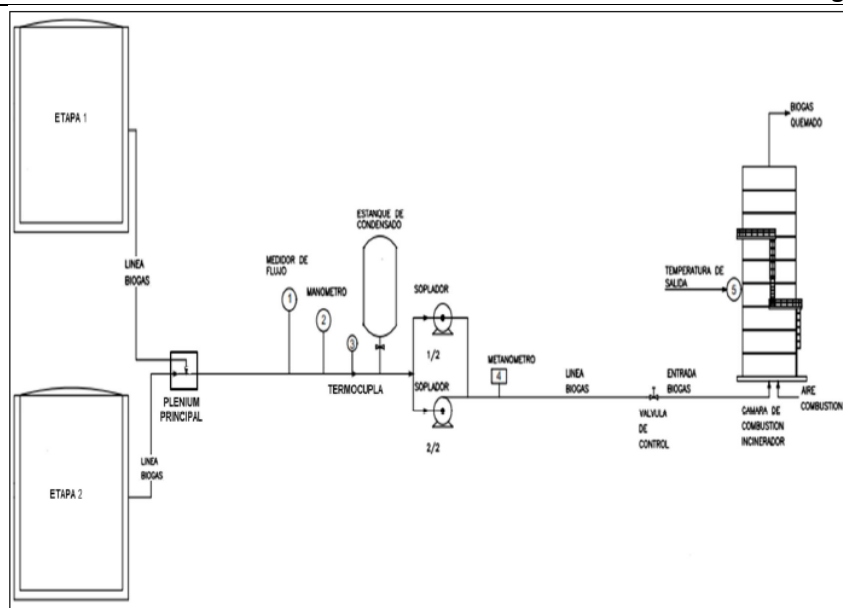 ETAPA 1
LINEA
BIOGAS
PLENIUM
PRINCIPAL
LINEA
BIOGAS
ETAPA 2
MEDIDOR DE
FLUJO
1
MANOMETRO
2
3
TERMOCUPLA
ESTANQUE DE
CONDENSADO
SOPLADOR
1/2
SOPLADOR
2/2
METANOMETRO
4
LINEA
BIOGAS
ENTRADA
BIOGAS
VALVULA
DE
CONTROL
TEMPERATURA DE
SALIDA
5
BIOGAS
QUEMADO
CAMARA DE
COMBUSTION
INCINERADOR
AIRE
COMBUSTION